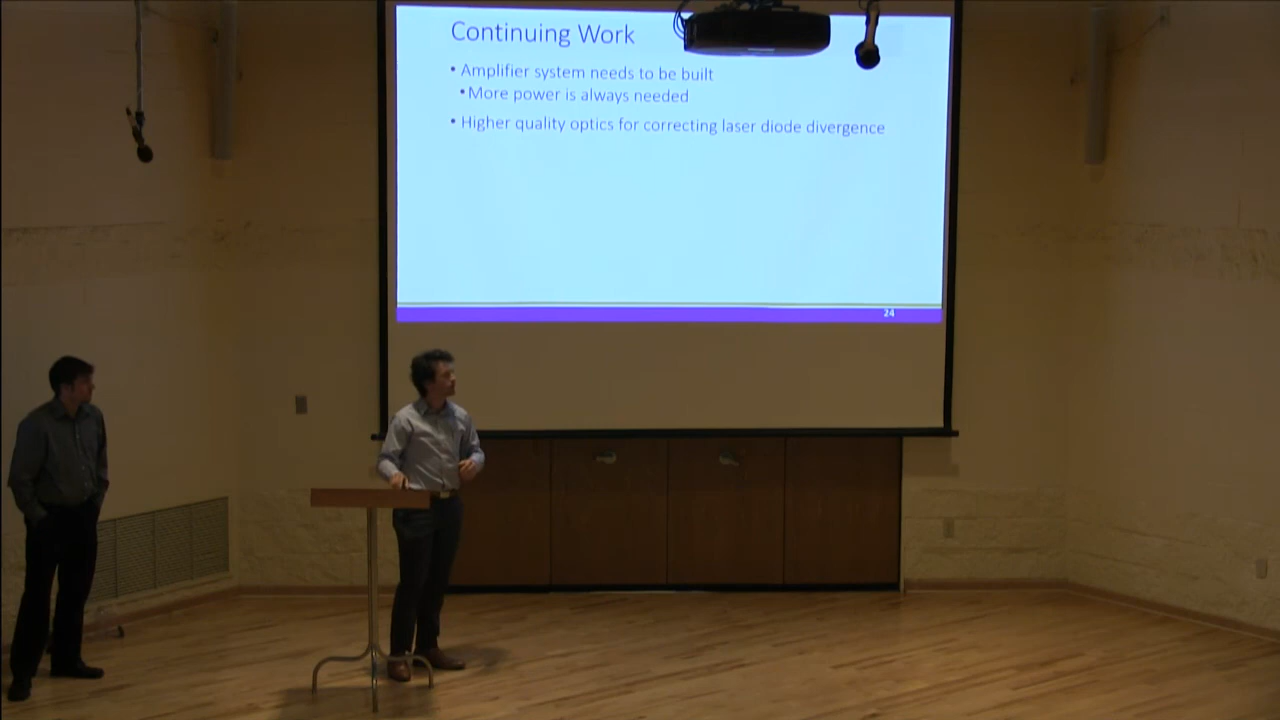 Continuing Work
• Amplifier system needs to be built
• More power is always needed
• Higher quality optics for correcting laser diode divergence
24